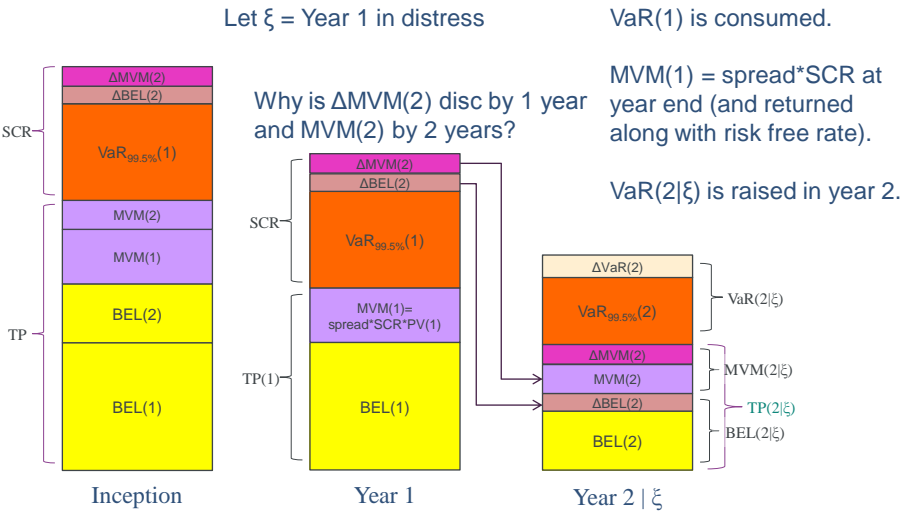 Let ξ = Year 1 in distress
VaR(1) is consumed.
MVM(1) = spread*SCR at
year end (and returned
along with risk free rate).
VaR(2|ξ) is raised in year 2.
Why is ΔMVM(2) disc by 1 year
and MVM(2) by 2 years?
SCR
ΔMVM(2)
ΔBEL(2)
VaR99.5%(1)
TP
MVM(2)
MVM(1)
BEL(2)
BEL(1)
Inception
SCR
ΔMVM(2)
ΔBEL(2)
VaR99.5%(1)
TP(1)
MVM(1)=
spread*SCR*PV(1)
BEL(1)
Year 1
ΔVaR(2)
VaR99.5%(2)
VaR(2|ξ)
ΔMVM(2)
MVM(2)
MVM(2|ξ)
ΔBEL(2)
BEL(2)
TP(2|ξ)
BEL(2|ξ)
Year 2 | ξ